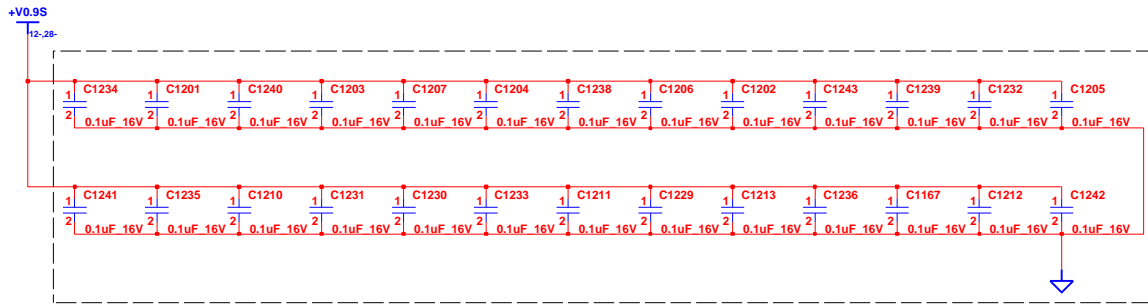 +V0.9S
12-,28-
C1234 C1201 C1240 C1203 C1207 C1204 C1238 C1206 C1202 C1243 C1239 C1232 C1205
1 1 1 1 1 1 1 1 1 1 1 1 1
2 2 2 2 2 2 2 2 2 2 2 2 2
0.1uF_16V 0.1uF_16V 0.1uF_16V 0.1uF_16V 0.1uF_16V 0.1uF_16V 0.1uF_16V 0.1uF_16V 0.1uF_16V 0.1uF_16V 0.1uF_16V 0.1uF_16V 0.1uF_16V
C1241 C1235 C1210 C1231 C1230 C1233 C1211 C1229 C1213 C1236 C1167 C1212 C1242
1 1 1 1 1 1 1 1 1 1 1 1 1
2 2 2 2 2 2 2 2 2 2 2 2 2
0.1uF_16V 0.1uF_16V 0.1uF_16V 0.1uF_16V 0.1uF_16V 0.1uF_16V 0.1uF_16V 0.1uF_16V 0.1uF_16V 0.1uF_16V 0.1uF_16V 0.1uF_16V 0.1uF_16V